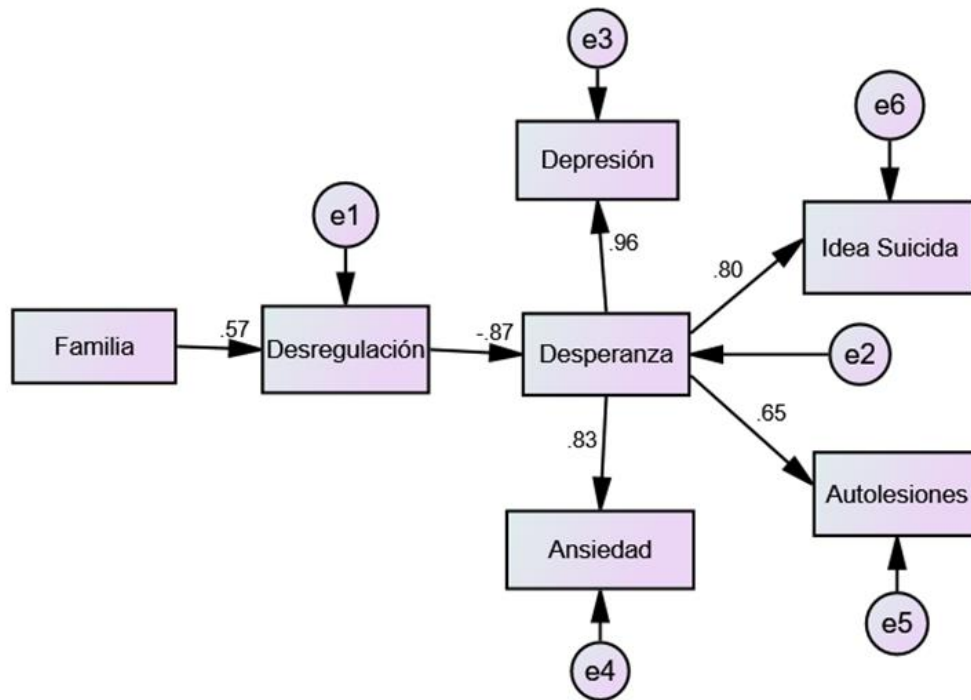 e3
e6
Depresión
e1
Idea Suicida
.96
.80
Familia
.57
Desregulación
-.87
Desperanza
e2
.83
.65
Autolesiones
Ansiedad
e5
e4